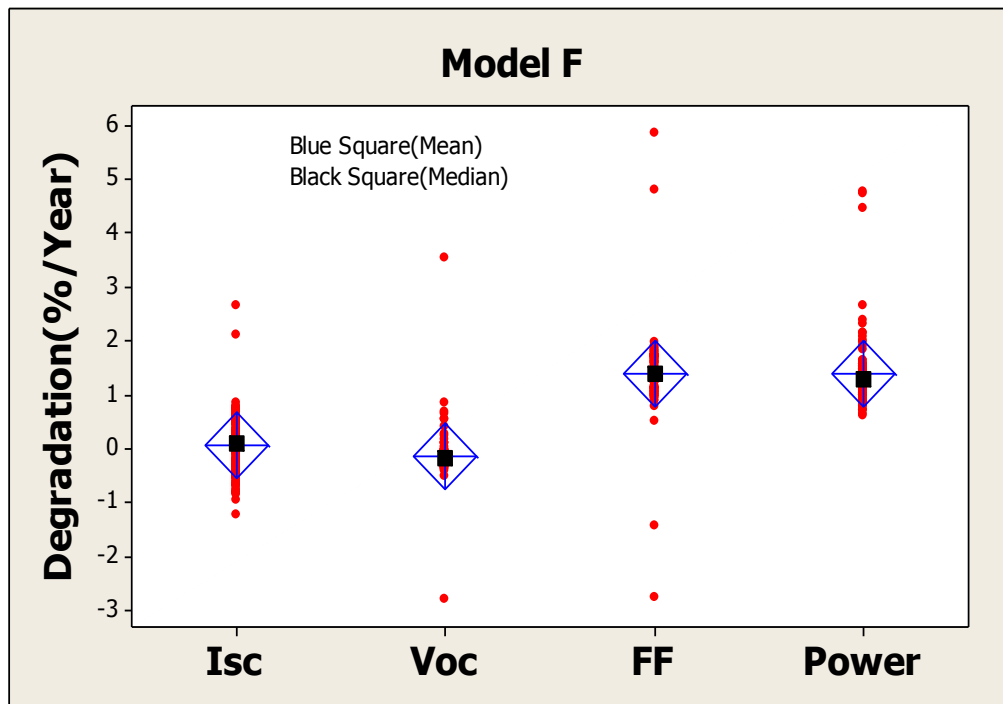 Model F
Blue Square(Mean)
Black Square(Median)
Degradation(%/Year)
6
5
4
3
2
1
0
-1
-2
-3
Isc Voc FF Power